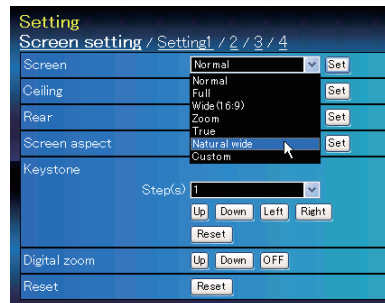 Setting
Screen setting / Setting1 / 2 / 3 / 4
Screen Normal Set
Normal
Ceiling Full Set
Wide(16:9)
Rear Zoom Set
True
Screen aspect Natural wide Set
Custom
Keystone
Step(s) 1
Up Down Left Right
Reset
Digital zoom Up Down OFF
Reset Reset